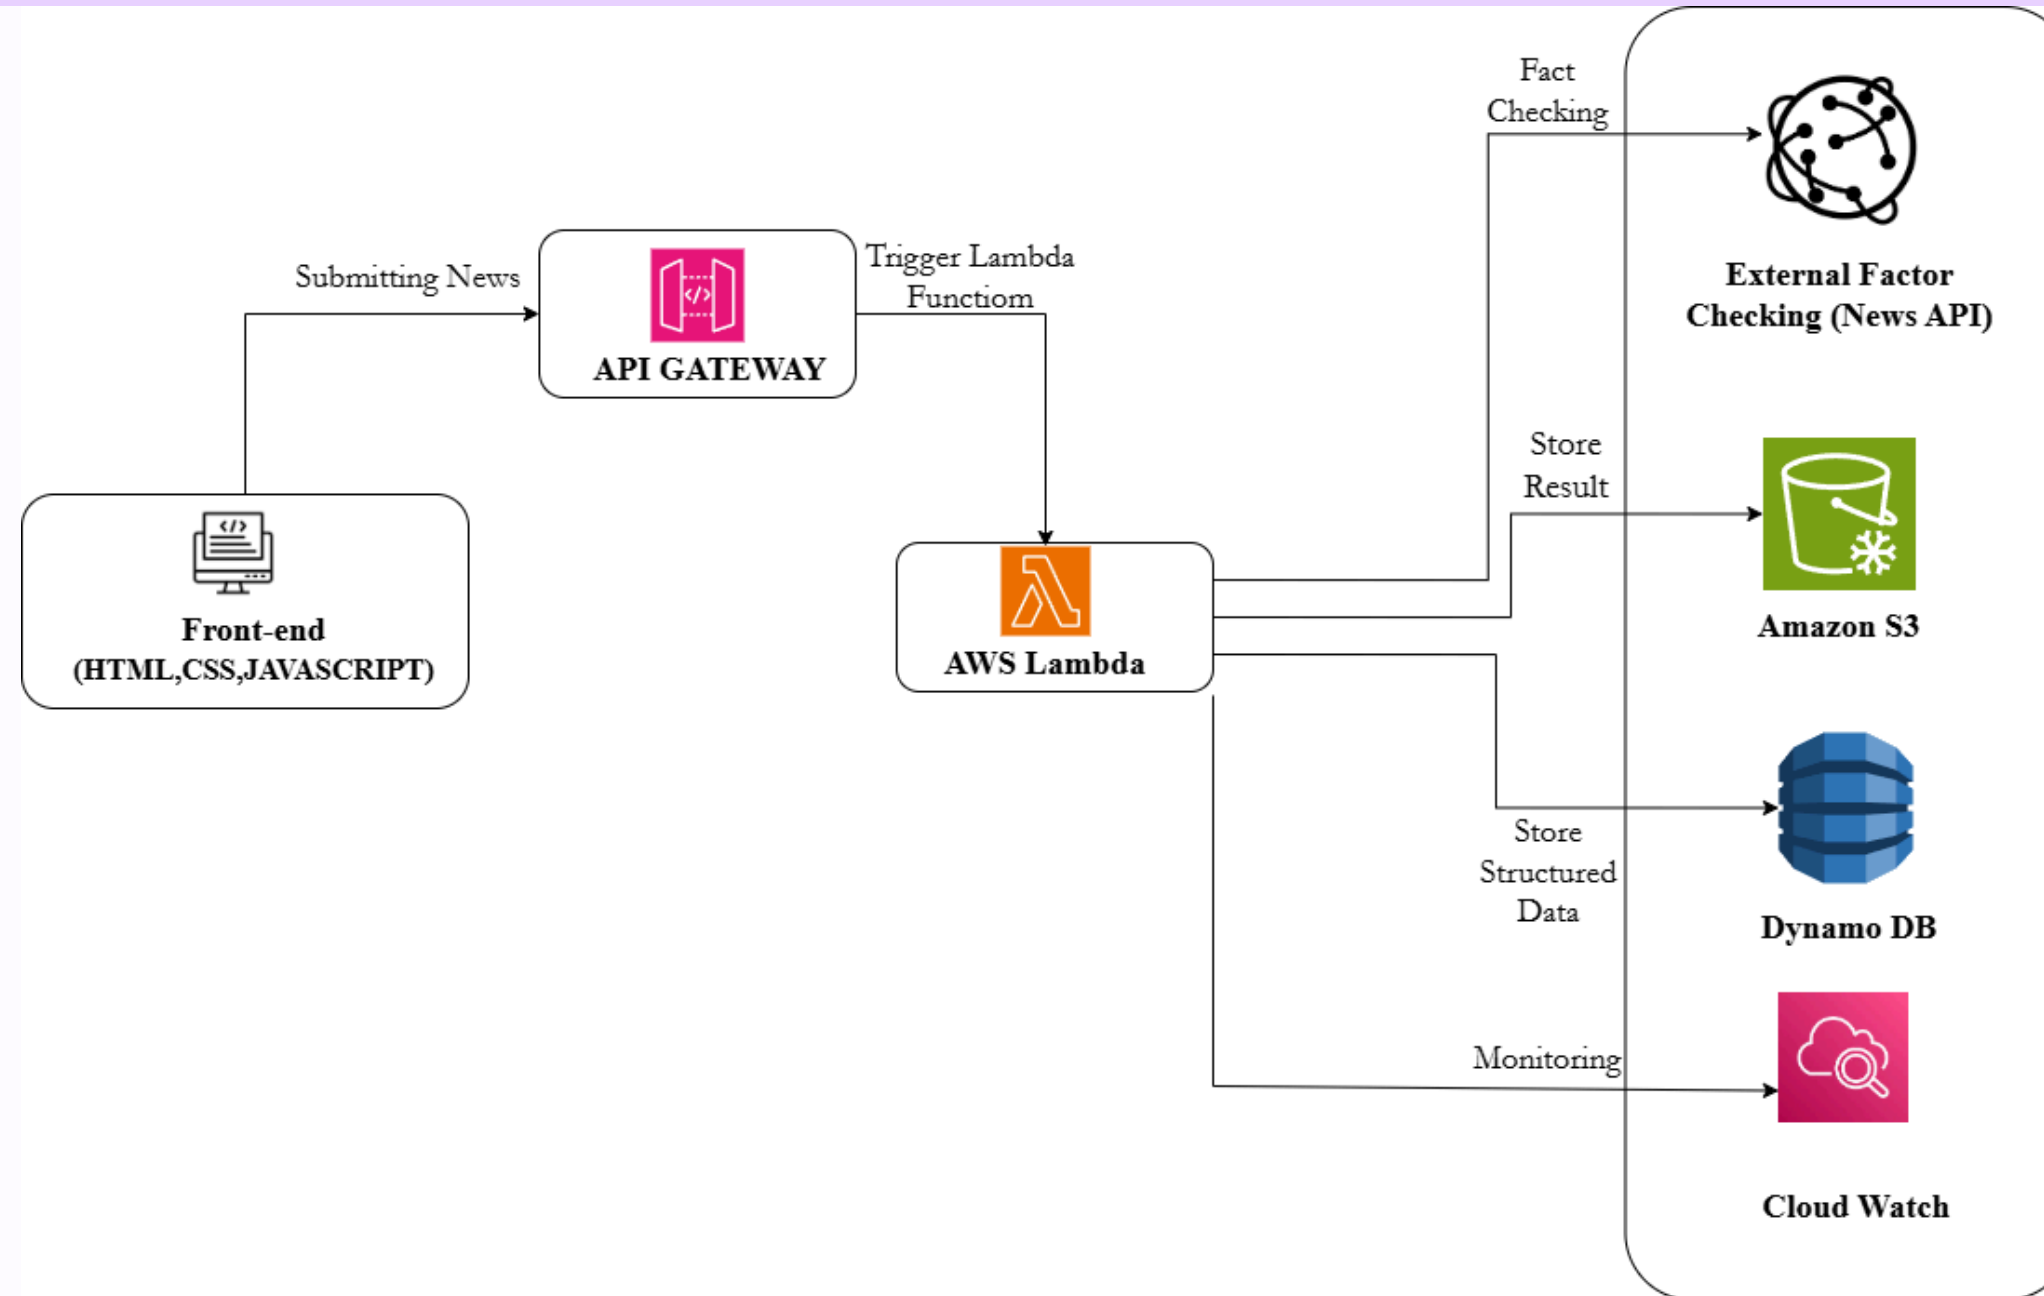 Fact
Checking
External Factor
Checking (News API)
Submitting News
</>
API GATEWAY
Trigger Lambda
Functiom
Store
Result
Amazon S3
</>
Front-end
(HTML,CSS,JAVASCRIPT)
AWS Lambda
Store
Structured
Data
Dynamo DB
Monitoring
Cloud Watch